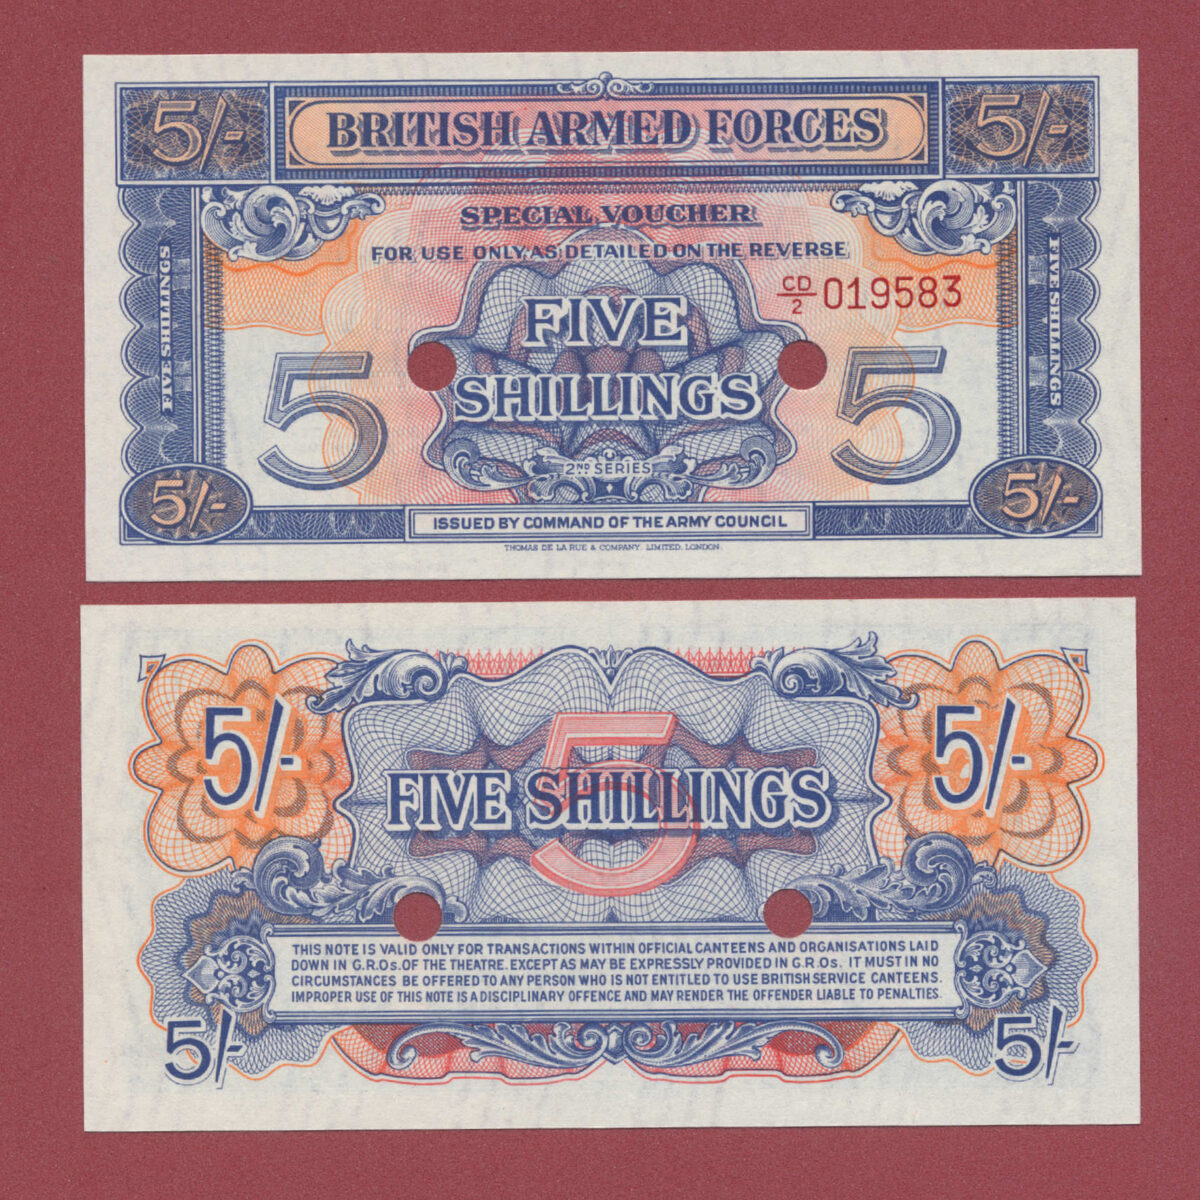 5/- BRITISH ARMED FORCES 5/-
SPECIAL VOUCHER
FOR USE ONLY AS DETAILED ON THE REVERSE
CD/2 019583
FIVE SHILLINGS
FIVE SHILLINGS
5 FIVE 5
SHILLINGS
2ND SERIES
5/- 5/-
ISSUED BY COMMAND OF THE ARMY COUNCIL
THOMAS DE LA RUE & COMPANY, LIMITED, LONDON.
5/- 5/-
5
FIVE SHILLINGS
THIS NOTE IS VALID ONLY FOR TRANSACTIONS WITHIN OFFICIAL CANTEENS AND ORGANISATIONS LAID
DOWN IN G.R.Os. OF THE THEATRE. EXCEPT AS MAY BE EXPRESSLY PROVIDED IN G.R.Os. IT MUST IN NO
CIRCUMSTANCES BE OFFERED TO ANY PERSON WHO IS NOT ENTITLED TO USE BRITISH SERVICE CANTEENS.
IMPROPER USE OF THIS NOTE IS A DISCIPLINARY OFFENCE AND MAY RENDER THE OFFENDER LIABLE TO PENALTIES.
5/- 5/-